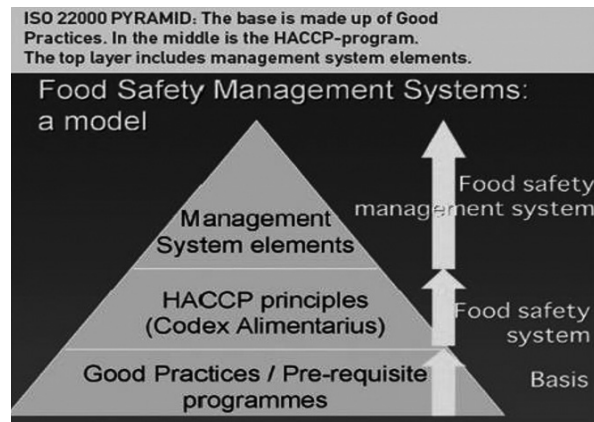 ISO 22000 PYRAMID: The base is made up of Good
Practices. In the middle is the HACCP-program.
The top layer includes management system elements.
Food Safety Management Systems:
a model
Management
System elements
Food safety
management system
HACCP principles
(Codex Alimentarius)
Food safety
system
Good Practices / Pre-requisite
programmes
Basis